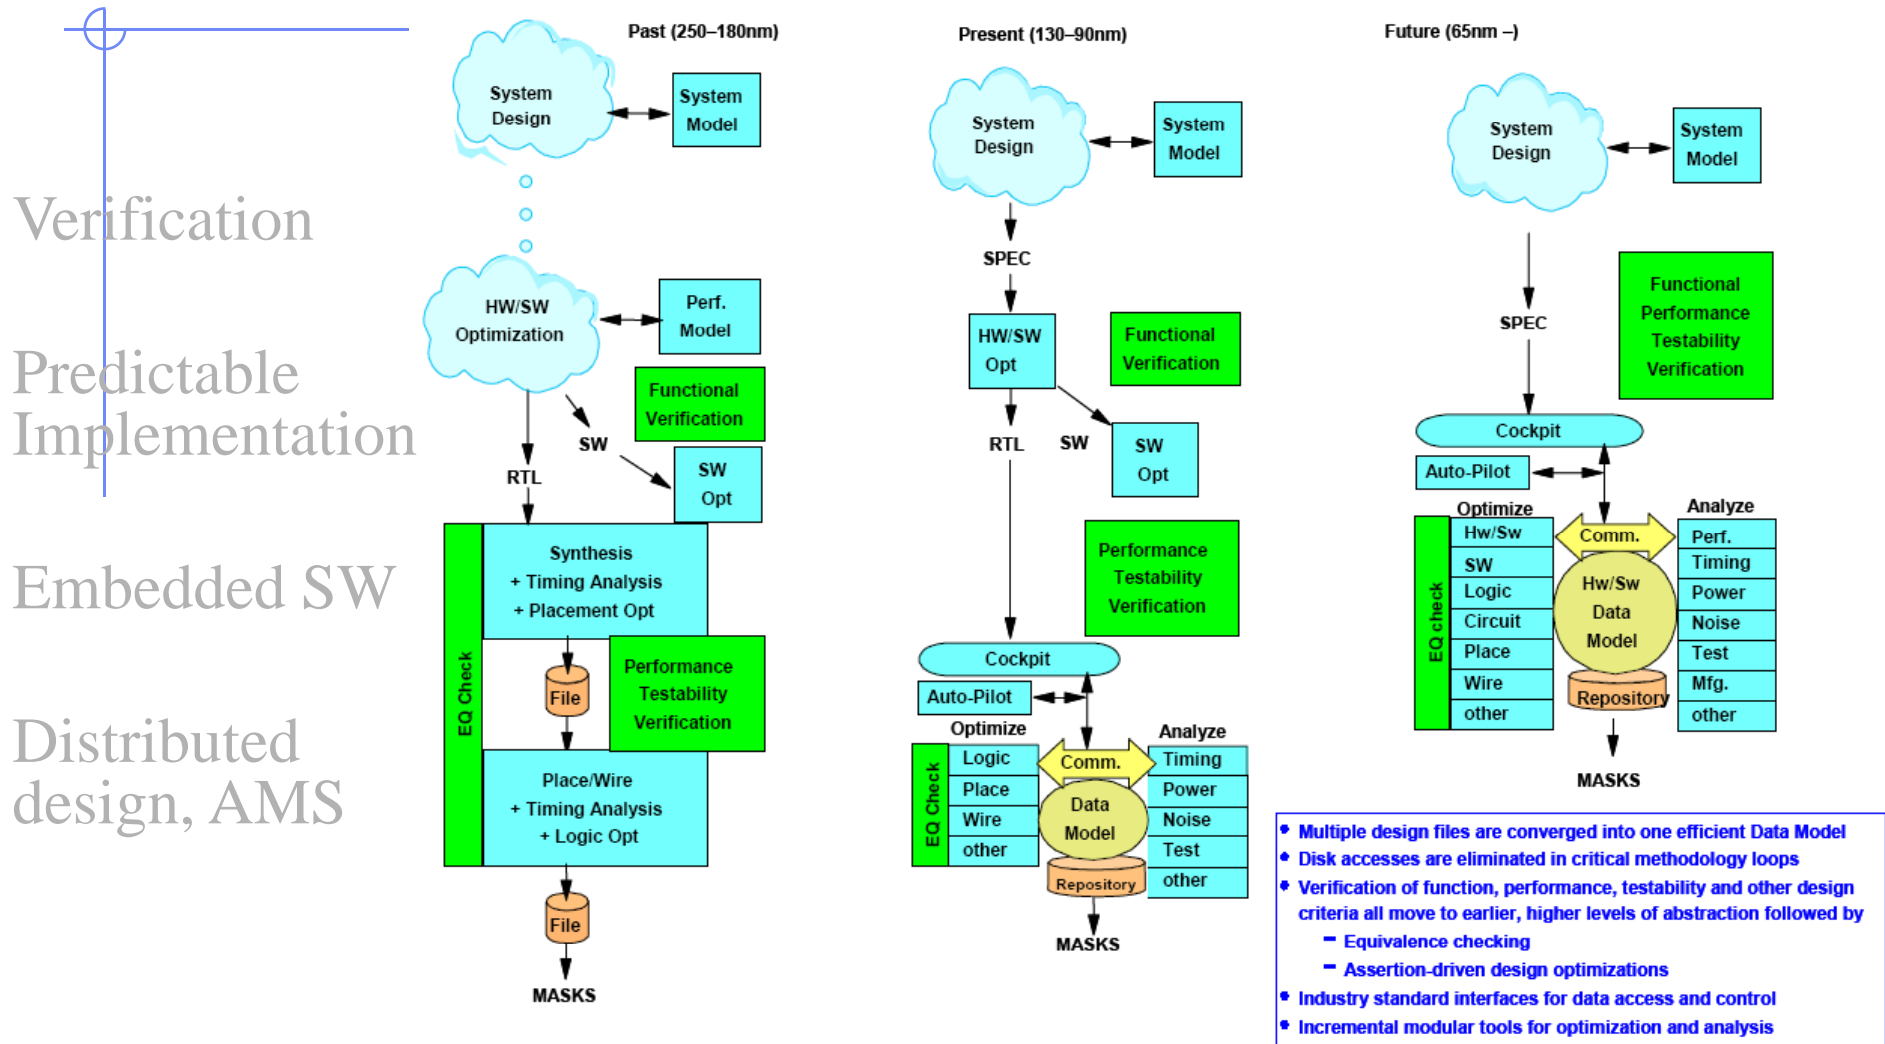 Verification
Predictable
Implementation
Embedded SW
Distributed
design, AMS
Past (250–180nm)
System
Design
System
Model
HW/SW
Optimization
Perf.
Model
Functional
Verification
SW
RTL
SW
Opt
EQ Check
Synthesis
+ Timing Analysis
+ Placement Opt
File
Performance
Testability
Verification
Place/Wire
+ Timing Analysis
+ Logic Opt
File
MASKS
Present (130–90nm)
System
Design
System
Model
SPEC
HW/SW
Opt
Functional
Verification
RTL
SW
SW
Opt
Performance
Testability
Verification
Cockpit
Auto-Pilot
Optimize
Analyze
EQ Check
Logic
Place
Wire
other
Comm.
Data
Model
Repository
Timing
Power
Noise
Test
other
MASKS
Future (65nm –)
System
Design
System
Model
SPEC
Functional
Performance
Testability
Verification
Cockpit
Auto-Pilot
Optimize
Analyze
EQ check
Hw/Sw
SW
Logic
Circuit
Place
Wire
other
Comm.
Hw/Sw
Data
Model
Repository
Perf.
Timing
Power
Noise
Test
Mfg.
other
MASKS
• Multiple design files are converged into one efficient Data Model
• Disk accesses are eliminated in critical methodology loops
• Verification of function, performance, testability and other design
criteria all move to earlier, higher levels of abstraction followed by
– Equivalence checking
– Assertion-driven design optimizations
• Industry standard interfaces for data access and control
• Incremental modular tools for optimization and analysis